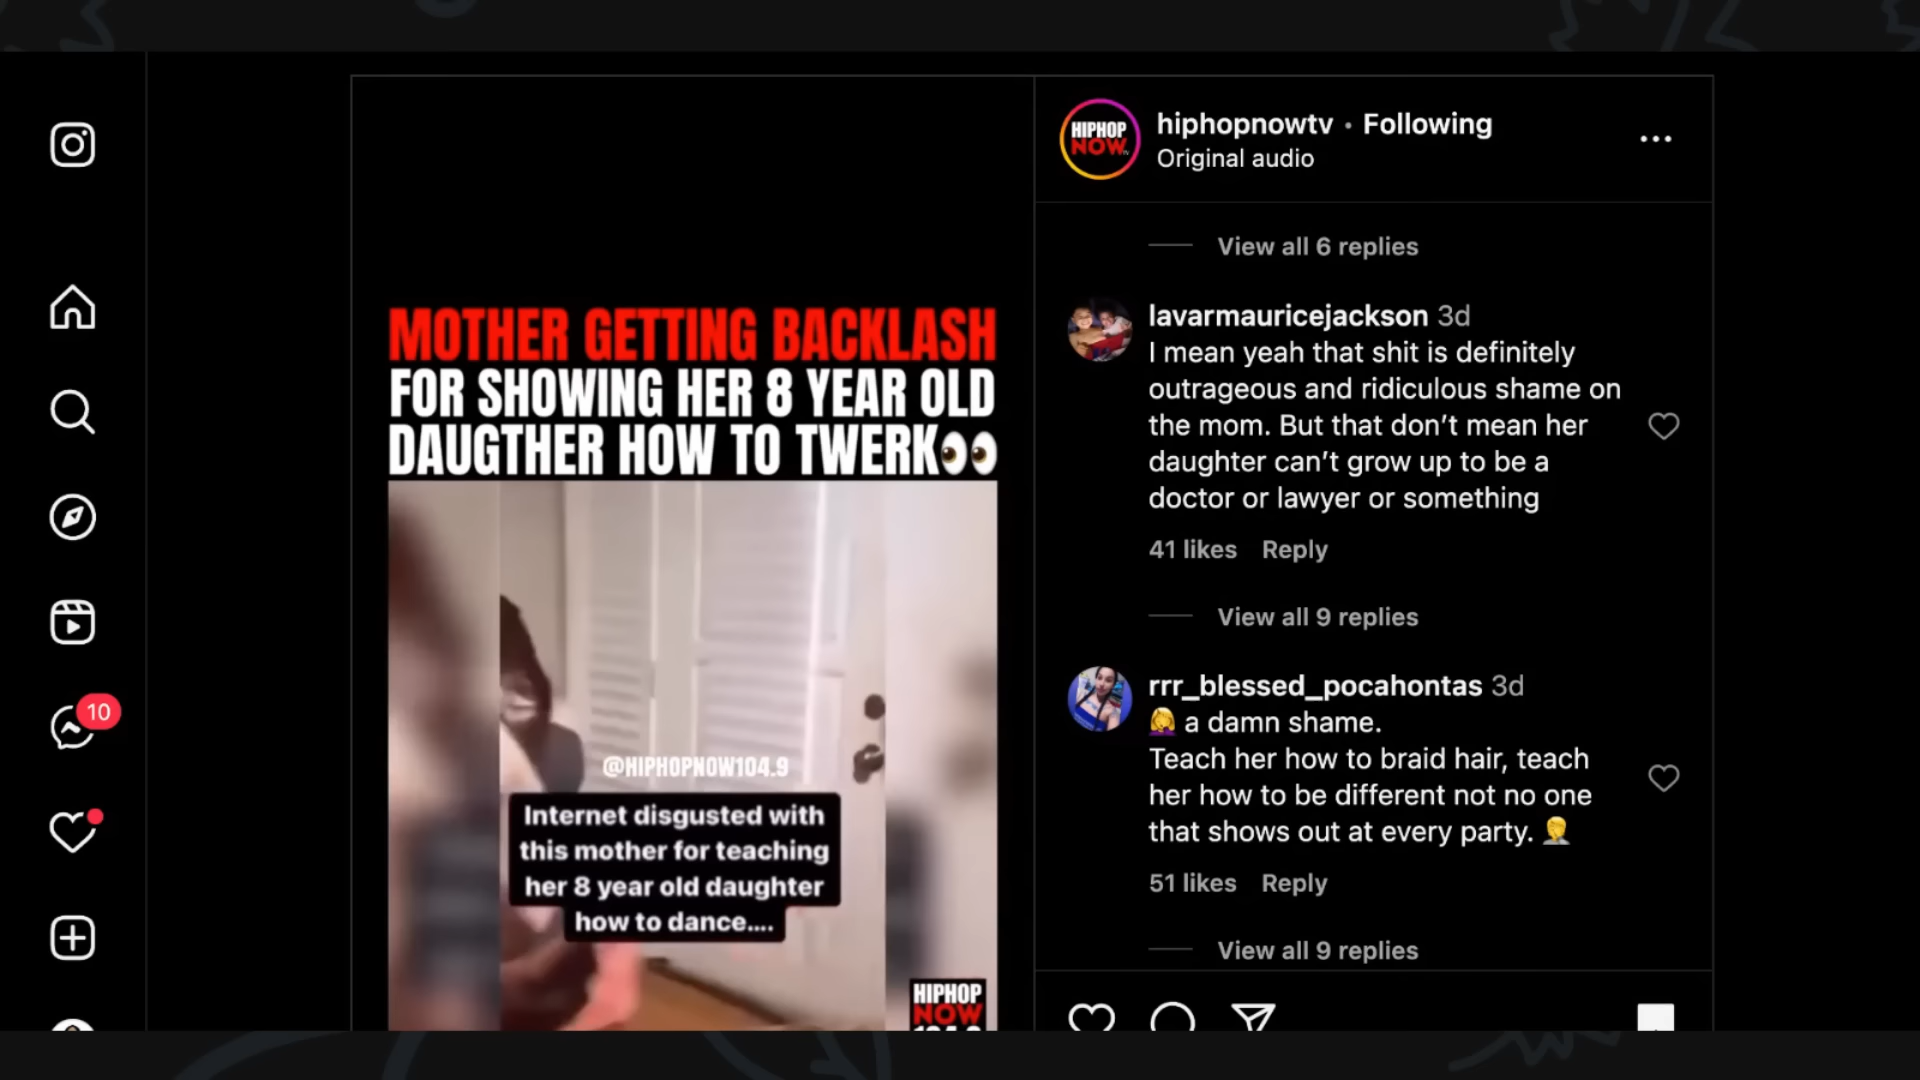 HIPHOP
NOW
hiphopnowtv • Following
Original audio
View all 6 replies
MOTHER GETTING BACKLASH
FOR SHOWING HER 8 YEAR OLD
DAUGTHER HOW TO TWERK👀
lavarmauricejackson 3d
I mean yeah that shit is definitely
outrageous and ridiculous shame on
the mom. But that don’t mean her
daughter can’t grow up to be a
doctor or lawyer or something
41 likes Reply
View all 9 replies
rrr_blessed_pocahontas 3d
🤦‍♀️ a damn shame.
Teach her how to braid hair, teach
her how to be different not no one
that shows out at every party. 🤦
51 likes Reply
View all 9 replies
10
@HIPHOPNOW104.9
Internet disgusted with
this mother for teaching
her 8 year old daughter
how to dance....
HIPHOP
NOW